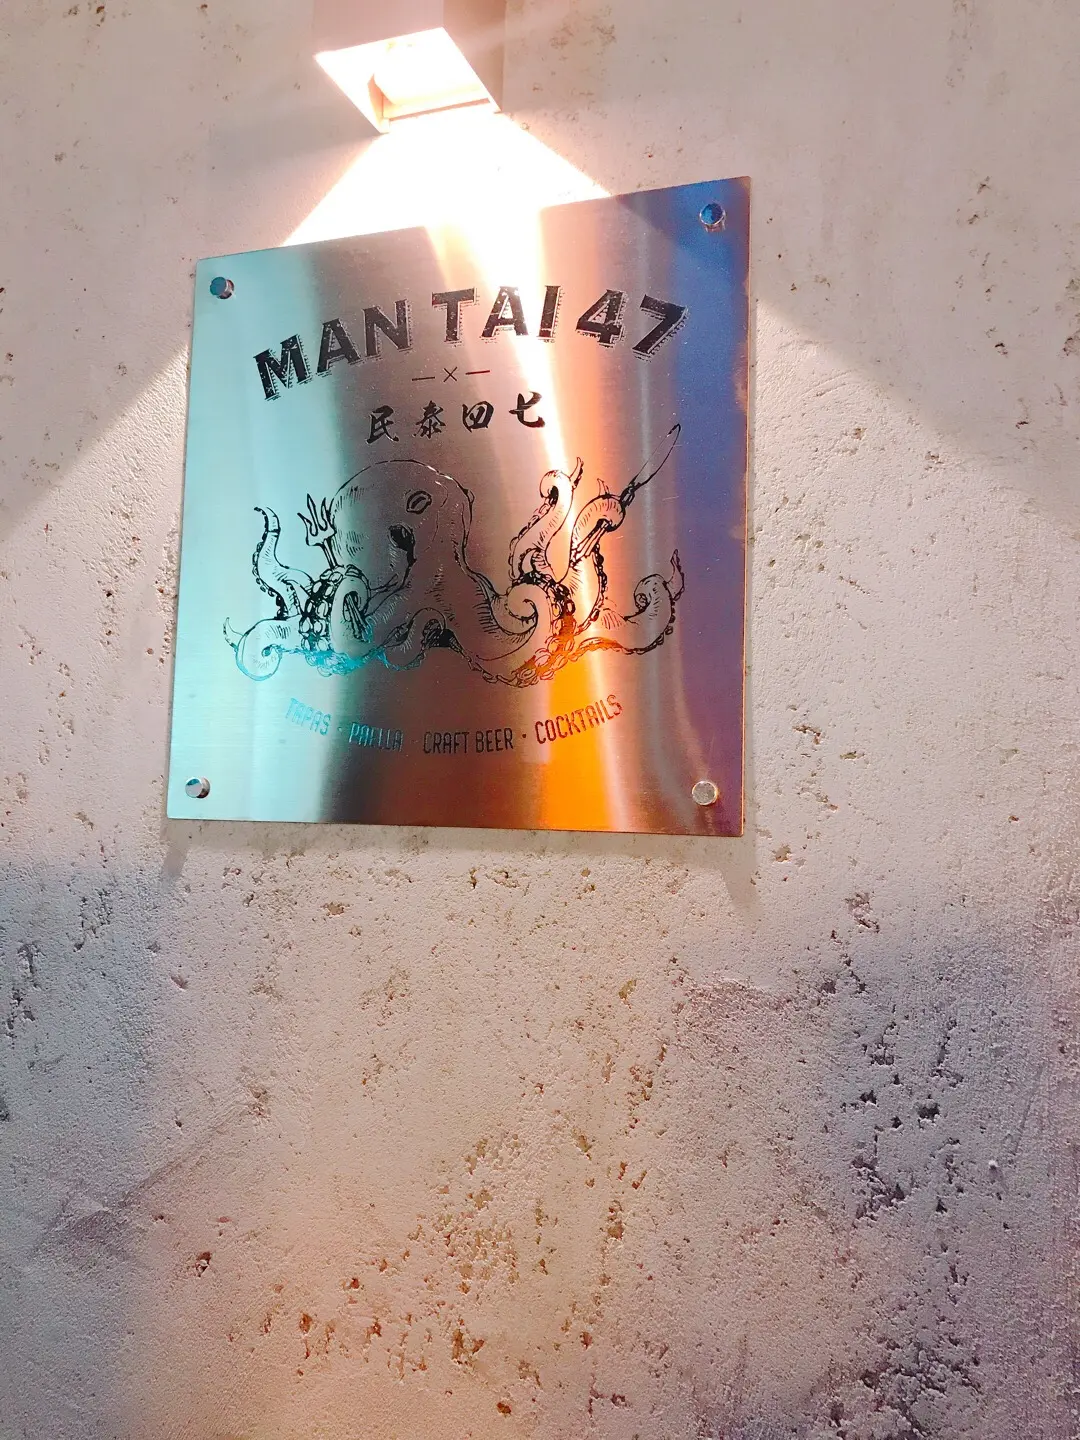 MAN TAI 47
民泰四七
TAPAS · PAELLA · CRAFT BEER · COCKTAILS